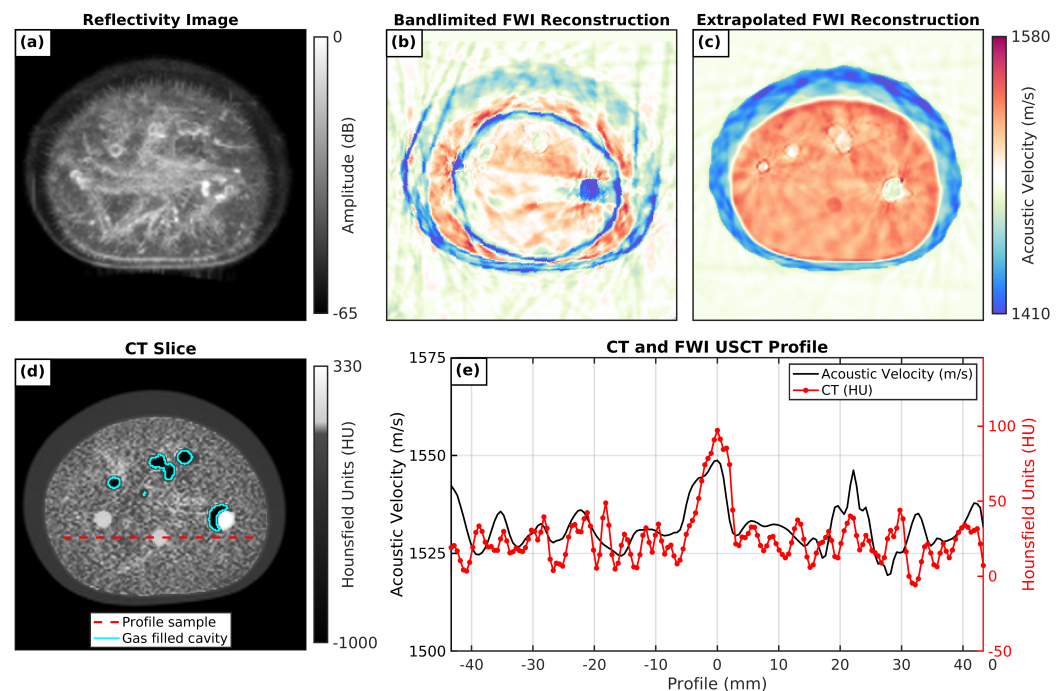 Reflectivity Image
(a)
0
Amplitude (dB)
-65
Bandlimited FWI Reconstruction
(b)
Extrapolated FWI Reconstruction
(c)
1580
Acoustic Velocity (m/s)
1410
CT Slice
(d)
330
Hounsfield Units (HU)
-1000
Profile sample
Gas filled cavity
CT and FWI USCT Profile
(e)
Acoustic Velocity (m/s)
CT (HU)
1575
1550
1525
1500
Acoustic Velocity (m/s)
100
50
0
-50
Hounsfield Units (HU)
-40 -30 -20 -10 0 10 20 30 40 0
Profile (mm)